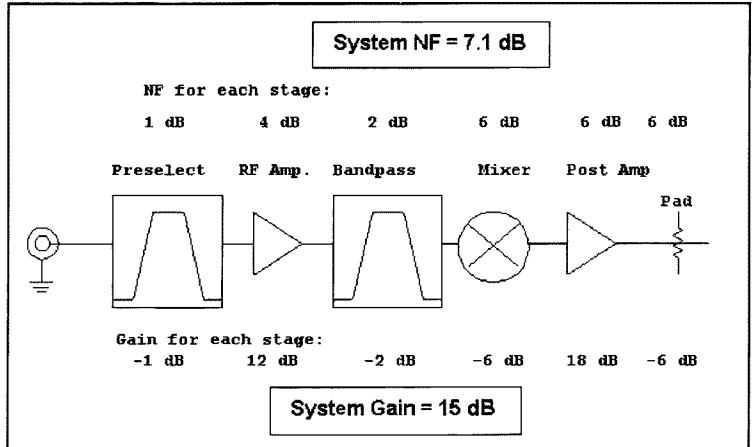 System NF = 7.1 dB
NF for each stage:
1 dB 4 dB 2 dB 6 dB 6 dB 6 dB
Preselect RF Amp. Bandpass Mixer Post Amp
Pad
Gain for each stage:
-1 dB 12 dB -2 dB -6 dB 18 dB -6 dB
System Gain = 15 dB